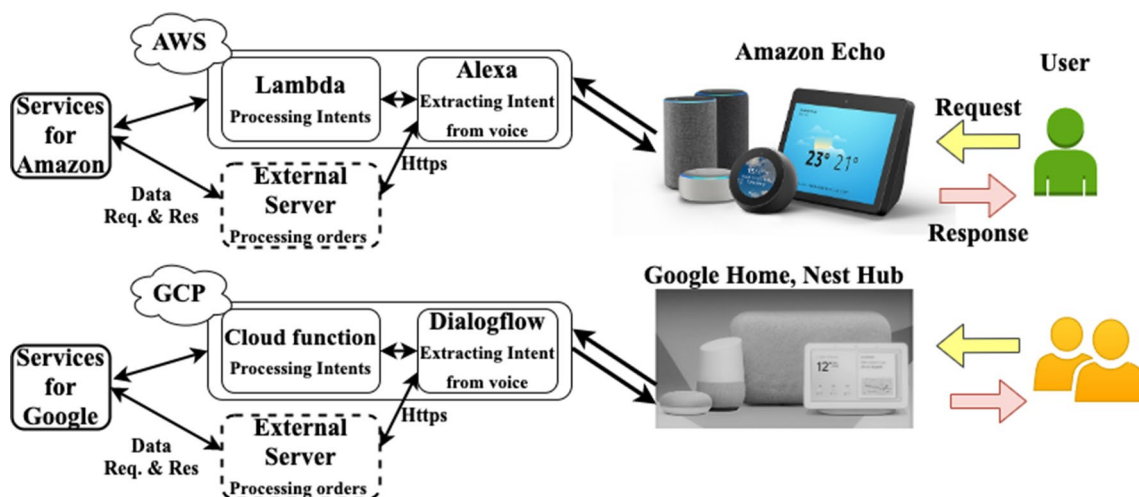 AWS
Amazon Echo
User
Services
for
Amazon
Lambda
Processing Intents
Alexa
Extracting Intent
from voice
Request
23° 21°
Https
Data
Req. & Res
External
Server
Processing orders
Response
Google Home, Nest Hub
GCP
Services
for
Google
Cloud function
Processing Intents
Dialogflow
Extracting Intent
from voice
12°
Https
Data
Req. & Res
External
Server
Processing orders